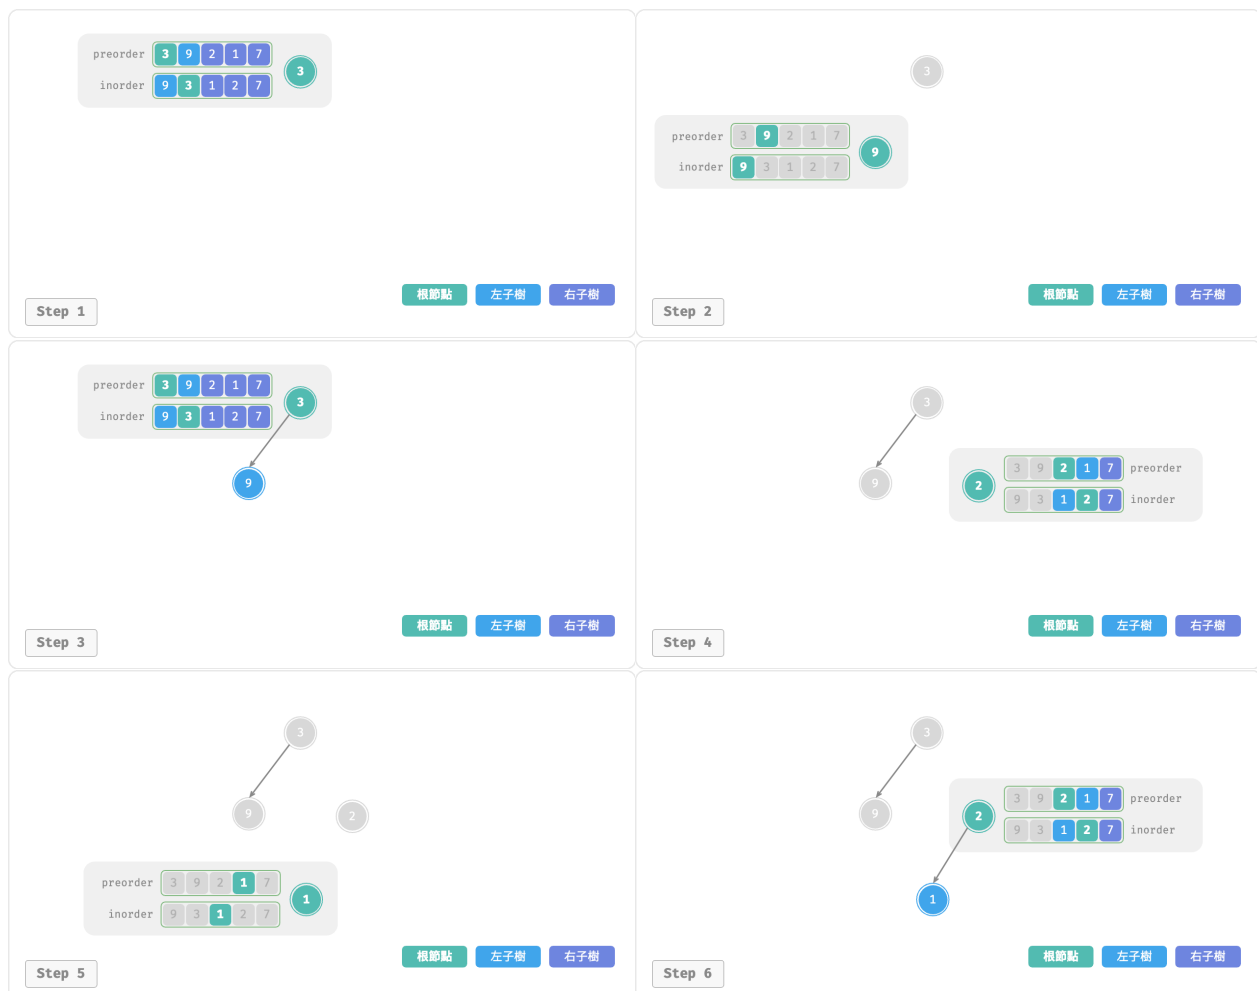 preorder 3 9 2 1 7
inorder 9 3 1 2 7
3
根節點 左子樹 右子樹
Step 1
3
preorder 3 9 2 1 7
inorder 9 3 1 2 7
9
根節點 左子樹 右子樹
Step 2
preorder 3 9 2 1 7
inorder 9 3 1 2 7
3
9
根節點 左子樹 右子樹
Step 3
3
9
2
3 9 2 1 7 preorder
9 3 1 2 7 inorder
根節點 左子樹 右子樹
Step 4
3
9
2
preorder 3 9 2 1 7
inorder 9 3 1 2 7
1
根節點 左子樹 右子樹
Step 5
3
9
2
3 9 2 1 7 preorder
9 3 1 2 7 inorder
1
根節點 左子樹 右子樹
Step 6